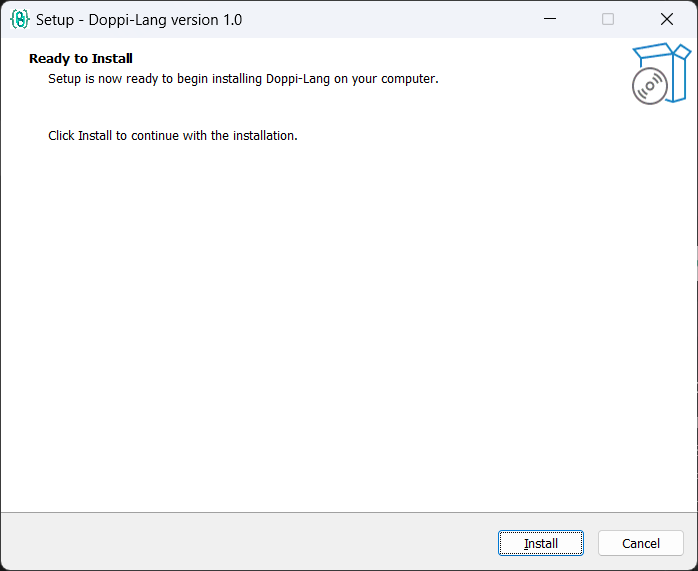 Setup - Doppi-Lang version 1.0
Ready to Install
Setup is now ready to begin installing Doppi-Lang on your computer.
Click Install to continue with the installation.
Install
Cancel